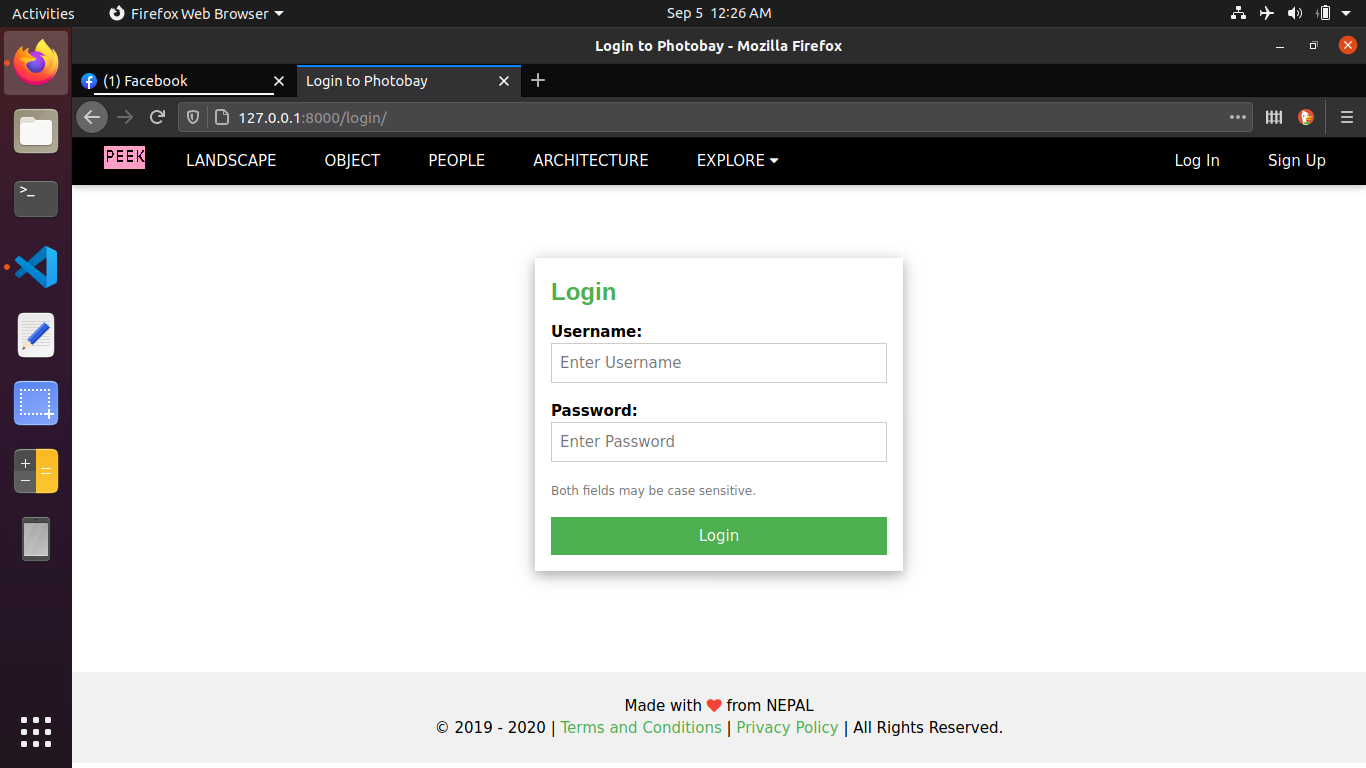 Activities
Firefox Web Browser
Sep 5 12:26 AM
Login to Photobay - Mozilla Firefox
(1) Facebook
Login to Photobay
127.0.0.1:8000/login/
PEEK
LANDSCAPE
OBJECT
PEOPLE
ARCHITECTURE
EXPLORE
Log In
Sign Up
Login
Username:
Enter Username
Password:
Enter Password
Both fields may be case sensitive.
Login
Made with ❤ from NEPAL
© 2019 - 2020 | Terms and Conditions | Privacy Policy | All Rights Reserved.